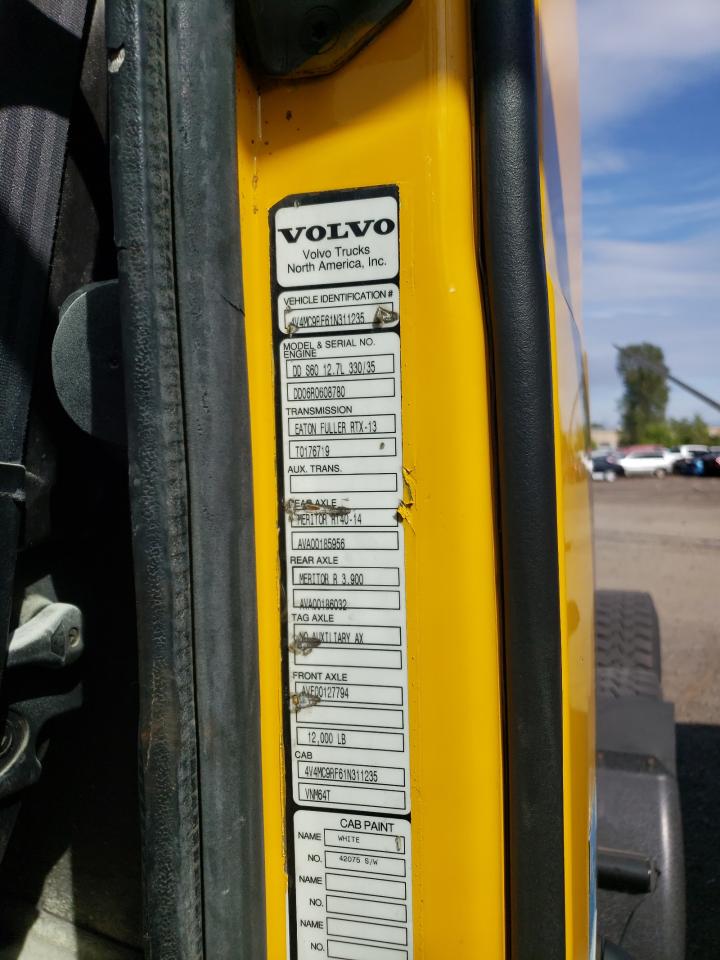 VOLVO
Volvo Trucks
North America, Inc.
VEHICLE IDENTIFICATION #
4V4MC9RF61N311235
MODEL & SERIAL NO.
ENGINE
DD S60 12.7L 330/35
DD06R0608780
TRANSMISSION
EATON FULLER RTX-13
T0176719
AUX. TRANS.
REAR AXLE
MERITOR RT40-14
AVA00185956
REAR AXLE
MERITOR R 3.900
AVA00186032
TAG AXLE
NO AUXILIARY AX
FRONT AXLE
AVF00127794
12,000 LB
CAB
4V4MC9RF61N311235
VNM64T
CAB PAINT
NAME WHITE
NO. 42075 S/W
NAME
NO.
NAME
NO.